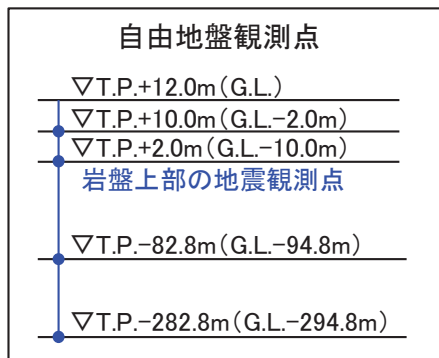 自由地盤観測点
▽T.P.+12.0m(G.L.)
▽T.P.+10.0m(G.L.-2.0m)
▽T.P.+2.0m(G.L.-10.0m)
岩盤上部の地震観測点
▽T.P.-82.8m(G.L.-94.8m)
▽T.P.-282.8m(G.L.-294.8m)